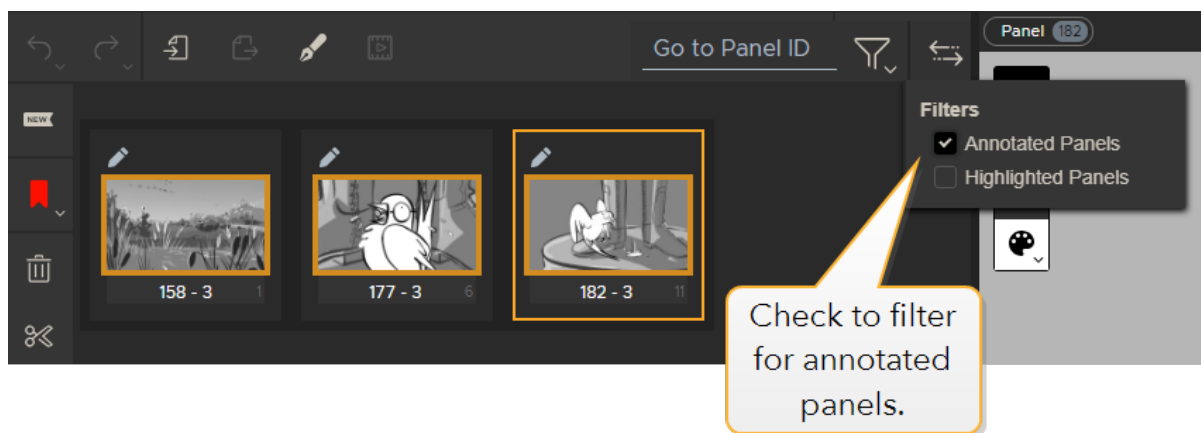 Go to Panel ID
Panel 182
NEW
Filters
Annotated Panels
Highlighted Panels
158 - 3 1
177 - 3 6
182 - 3 11
Check to filter
for annotated
panels.